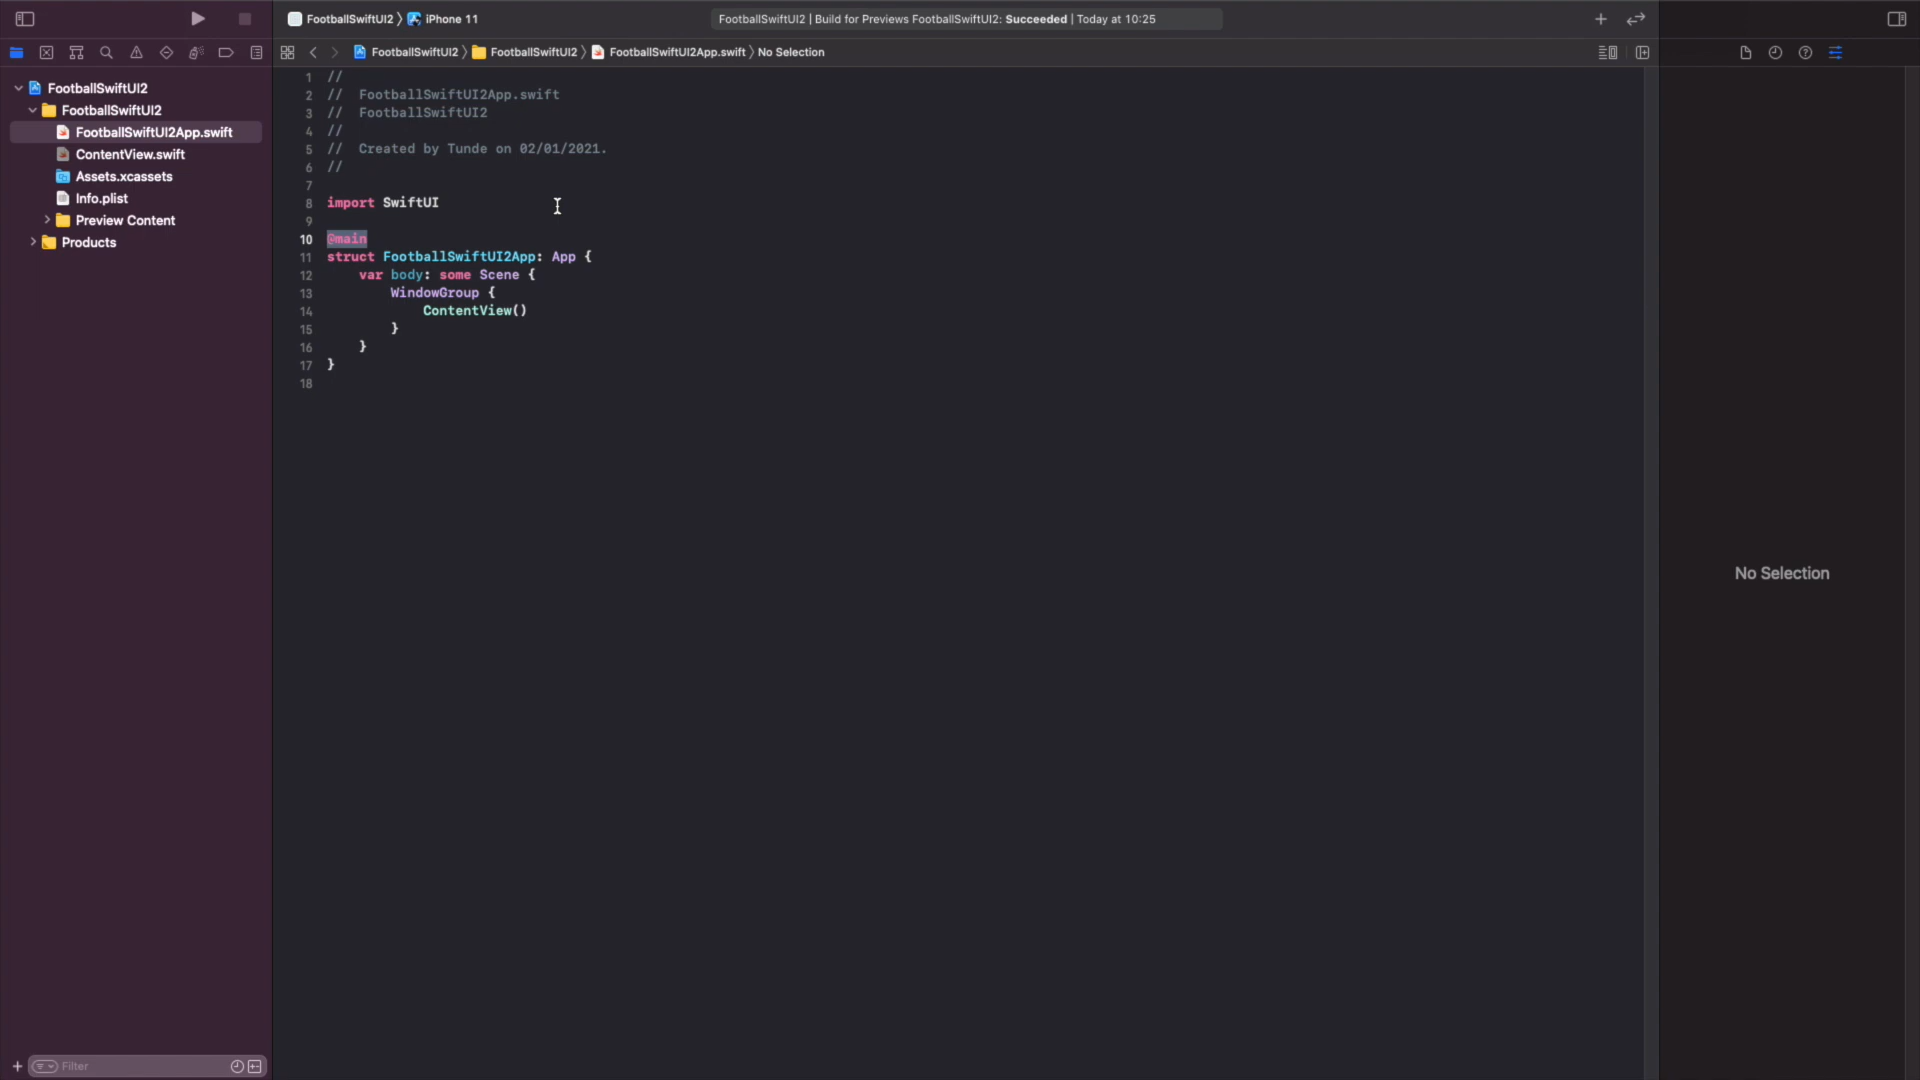 FootballSwiftUI2 〉 iPhone 11
FootballSwiftUI2 | Build for Previews FootballSwiftUI2: Succeeded | Today at 10:25
FootballSwiftUI2 〉 FootballSwiftUI2 〉 FootballSwiftUI2App.swift 〉 No Selection
FootballSwiftUI2
FootballSwiftUI2
FootballSwiftUI2App.swift
ContentView.swift
Assets.xcassets
Info.plist
Preview Content
Products
Filter
1 //
2 //  FootballSwiftUI2App.swift
3 //  FootballSwiftUI2
4 //
5 //  Created by Tunde on 02/01/2021.
6 //
7
8 import SwiftUI
9
10 @main
11 struct FootballSwiftUI2App: App {
12     var body: some Scene {
13         WindowGroup {
14             ContentView()
15         }
16     }
17 }
18
No Selection